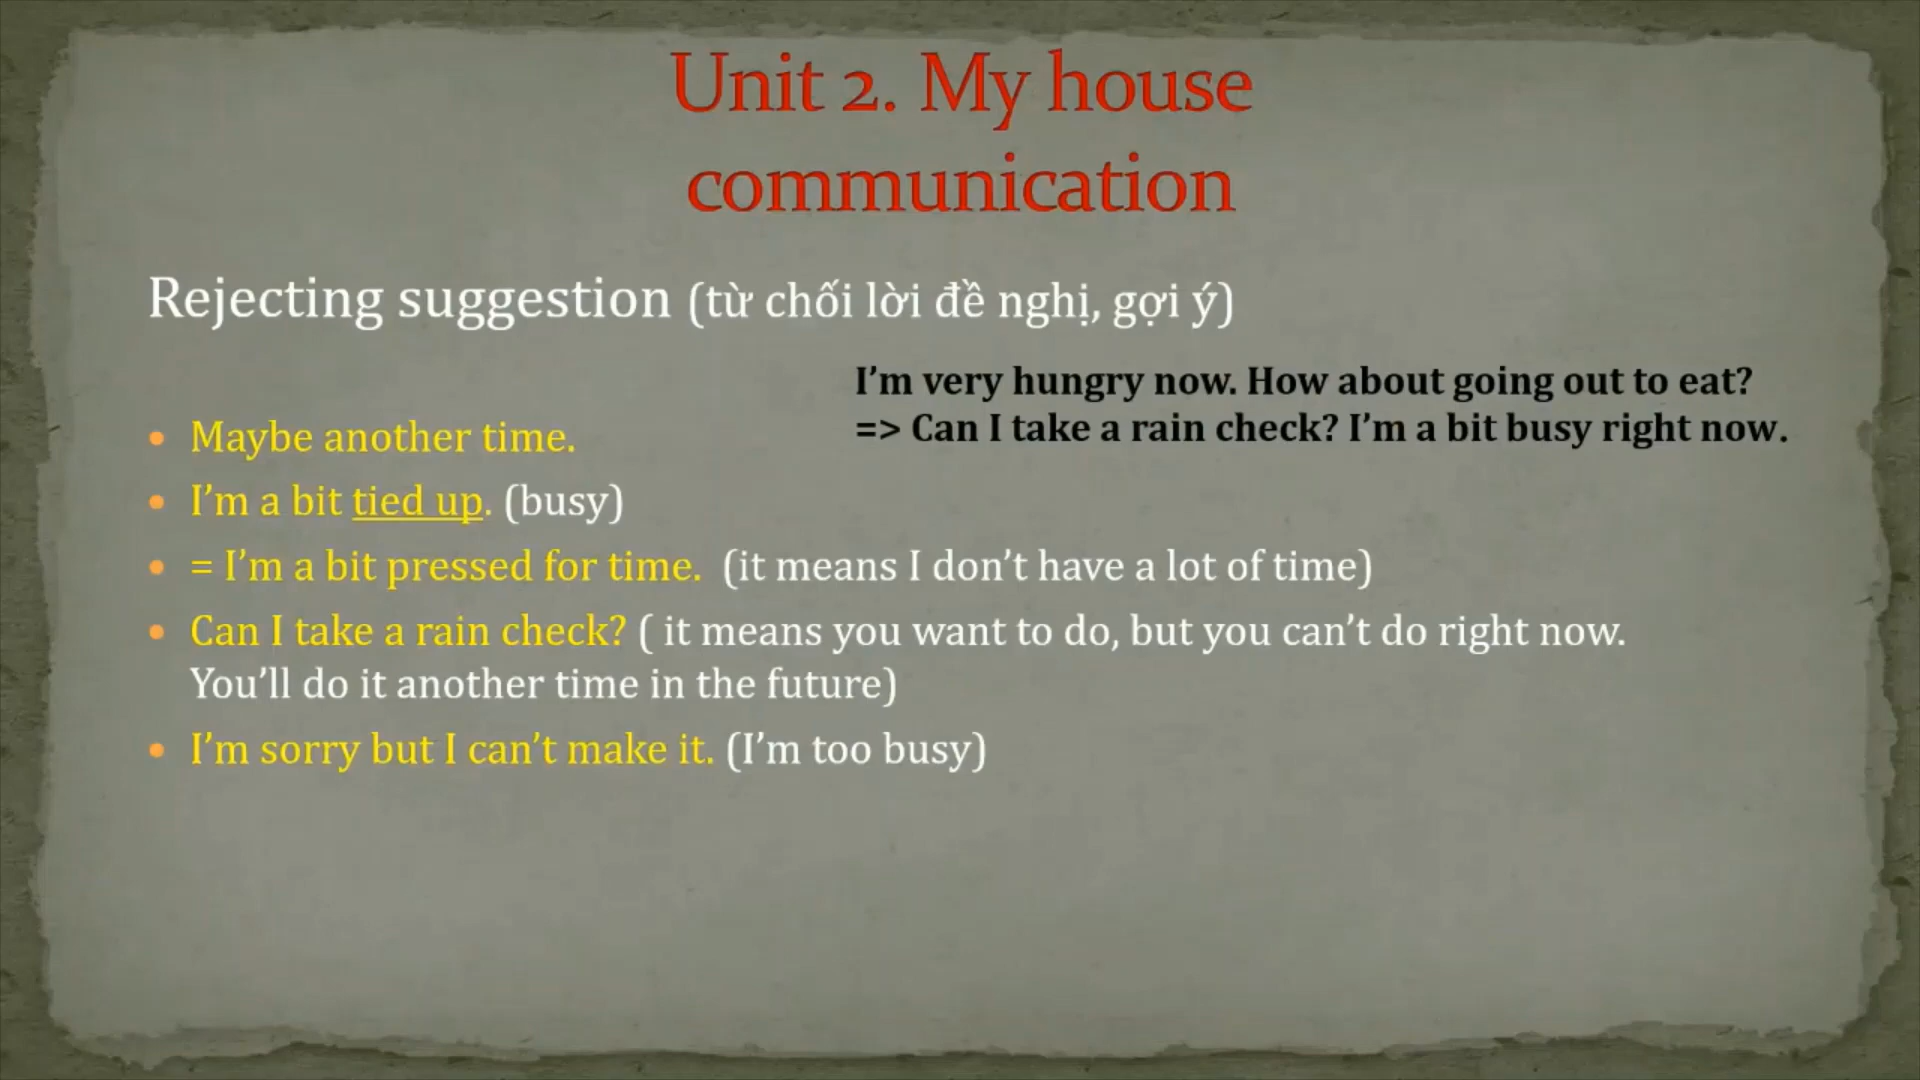 Unit 2. My house
communication
Rejecting suggestion (từ chối lời đề nghị, gợi ý)
I’m very hungry now. How about going out to eat?
=> Can I take a rain check? I’m a bit busy right now.
• Maybe another time.
• I’m a bit tied up. (busy)
• = I’m a bit pressed for time. (it means I don’t have a lot of time)
• Can I take a rain check? ( it means you want to do, but you can’t do right now.
You’ll do it another time in the future)
• I’m sorry but I can’t make it. (I’m too busy)